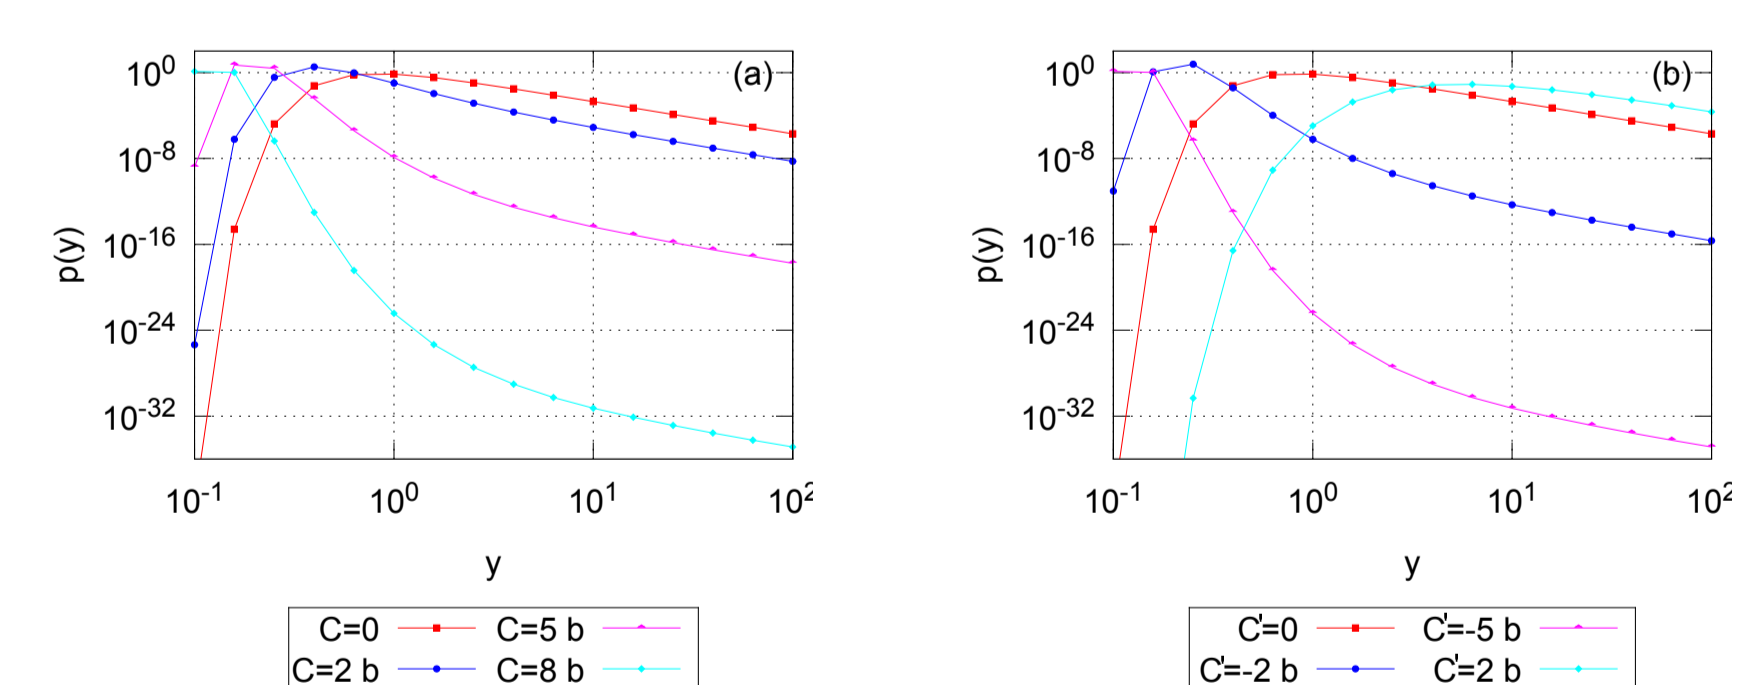 (a)
10^0
10^-8
10^-16
10^-24
10^-32
p(y)
10^-1 10^0 10^1 10^2
y
C=0 C=5 b
C=2 b C=8 b
(b)
10^0
10^-8
10^-16
10^-24
10^-32
p(y)
10^-1 10^0 10^1 10^2
y
C'=0 C'=-5 b
C'=-2 b C'=2 b